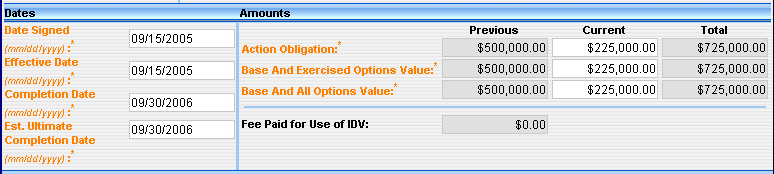 Dates
Amounts
Date Signed
(mm/dd/yyyy) :*
09/15/2005
Effective Date
(mm/dd/yyyy) :*
09/15/2005
Completion Date
(mm/dd/yyyy) :*
09/30/2006
Est. Ultimate
Completion Date
(mm/dd/yyyy) :*
09/30/2006
Previous Current Total
Action Obligation:* $500,000.00 $225,000.00 $725,000.00
Base And Exercised Options Value:* $500,000.00 $225,000.00 $725,000.00
Base And All Options Value:* $500,000.00 $225,000.00 $725,000.00
Fee Paid for Use of IDV: $0.00